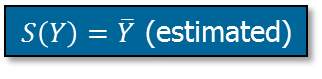 S(Y) = Ȳ (estimated)